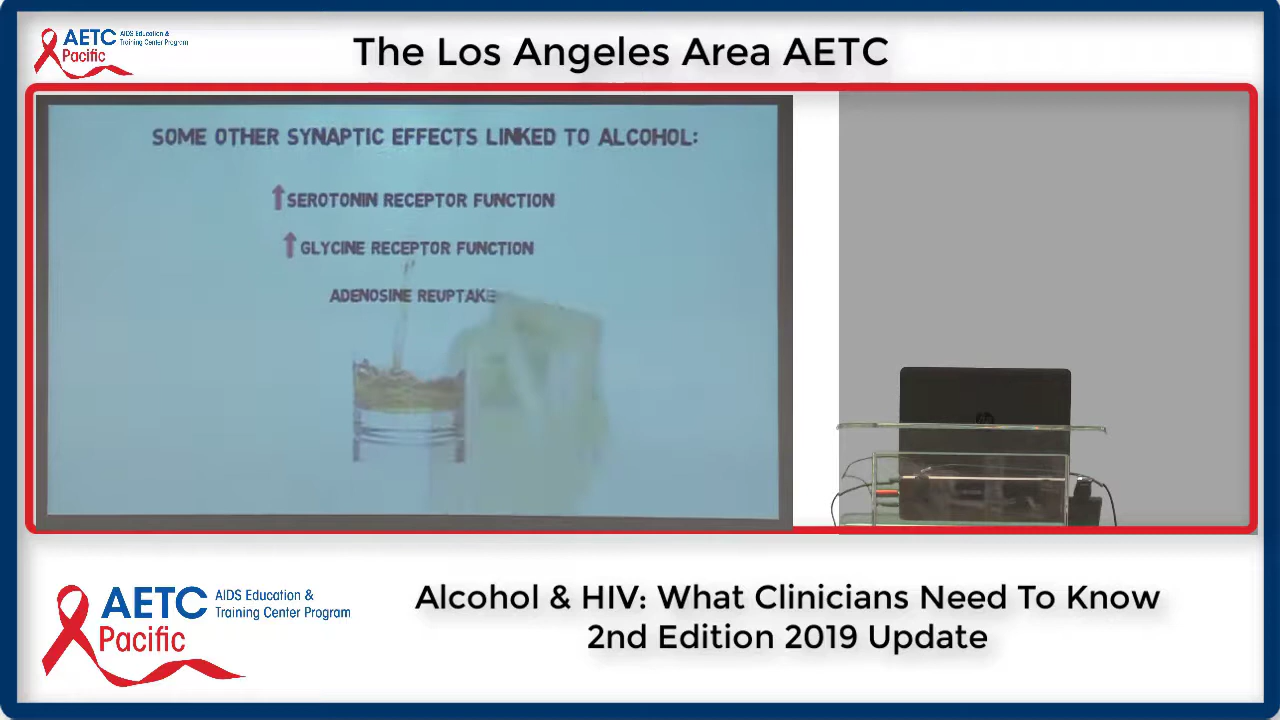 AETC
AIDS Education &
Training Center Program
Pacific
The Los Angeles Area AETC
SOME OTHER SYNAPTIC EFFECTS LINKED TO ALCOHOL:
SEROTONIN RECEPTOR FUNCTION
GLYCINE RECEPTOR FUNCTION
ADENOSINE REUPTAKE
hp
AETC
AIDS Education &
Training Center Program
Pacific
Alcohol & HIV: What Clinicians Need To Know
2nd Edition 2019 Update